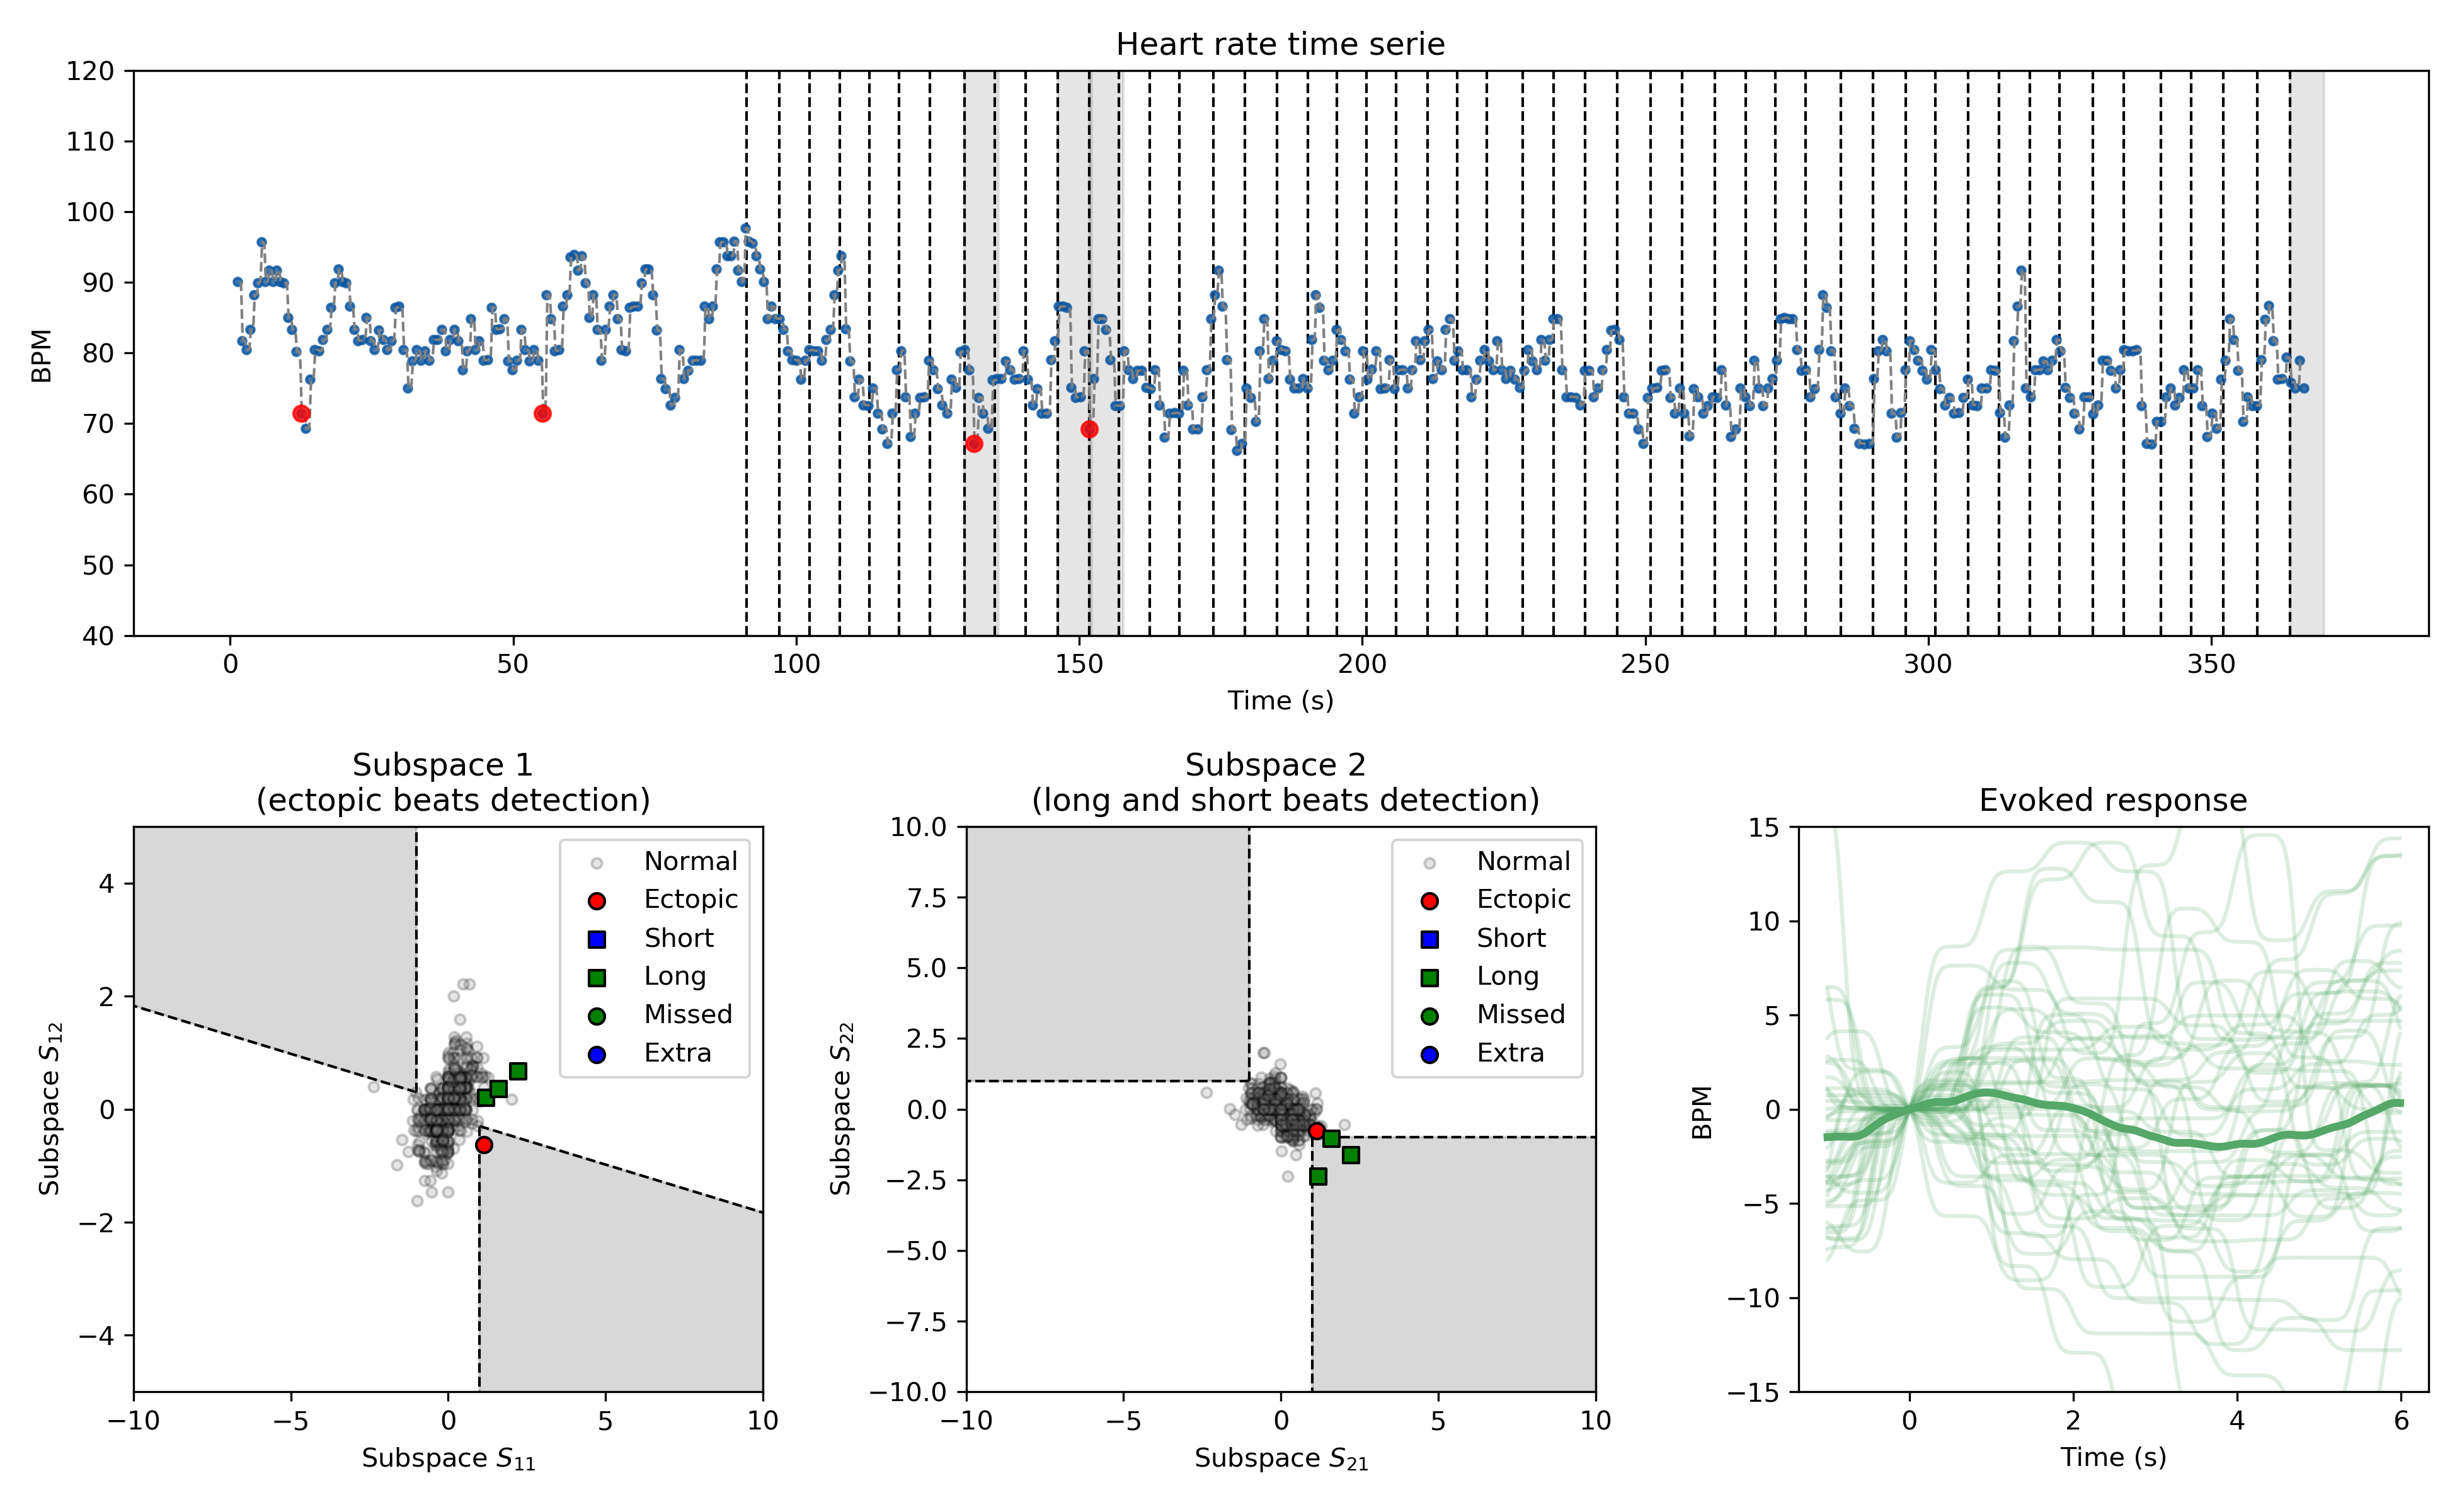 Heart rate time serie
120
110
100
90
80
70
60
50
40
BPM
0 50 100 150 200 250 300 350
Time (s)
Subspace 1
(ectopic beats detection)
4
2
0
−2
−4
Subspace S12
Normal
Ectopic
Short
Long
Missed
Extra
−10 −5 0 5 10
Subspace S11
Subspace 2
(long and short beats detection)
10.0
7.5
5.0
2.5
0.0
−2.5
−5.0
−7.5
−10.0
Subspace S22
Normal
Ectopic
Short
Long
Missed
Extra
−10 −5 0 5 10
Subspace S21
Evoked response
15
10
5
0
−5
−10
−15
BPM
0 2 4 6
Time (s)